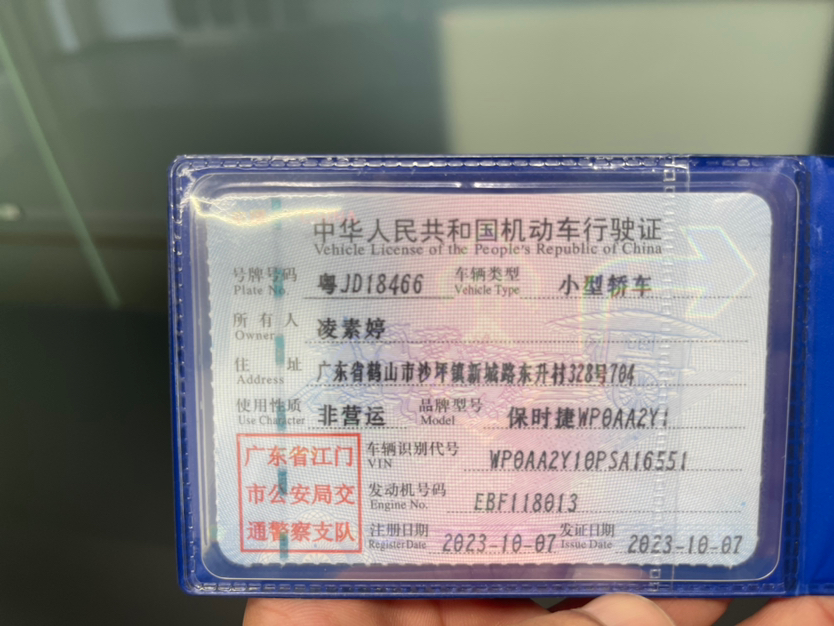 中华人民共和国机动车行驶证
Vehicle License of the People's Republic of China
号牌号码 粤JD18466 车辆类型 小型轿车
Plate No. Vehicle Type
所有人 凌素婷
Owner
住址 广东省鹤山市沙坪镇新城路东升村328号704
Address
使用性质 非营运 品牌型号 保时捷WP0AA2Y1
Use Character Model
广东省江门
市公安局交
通警察支队
车辆识别代号 WP0AA2Y10PSA16551
VIN
发动机号码 EBF118013
Engine No.
注册日期 2023-10-07 发证日期 2023-10-07
Register Date Issue Date